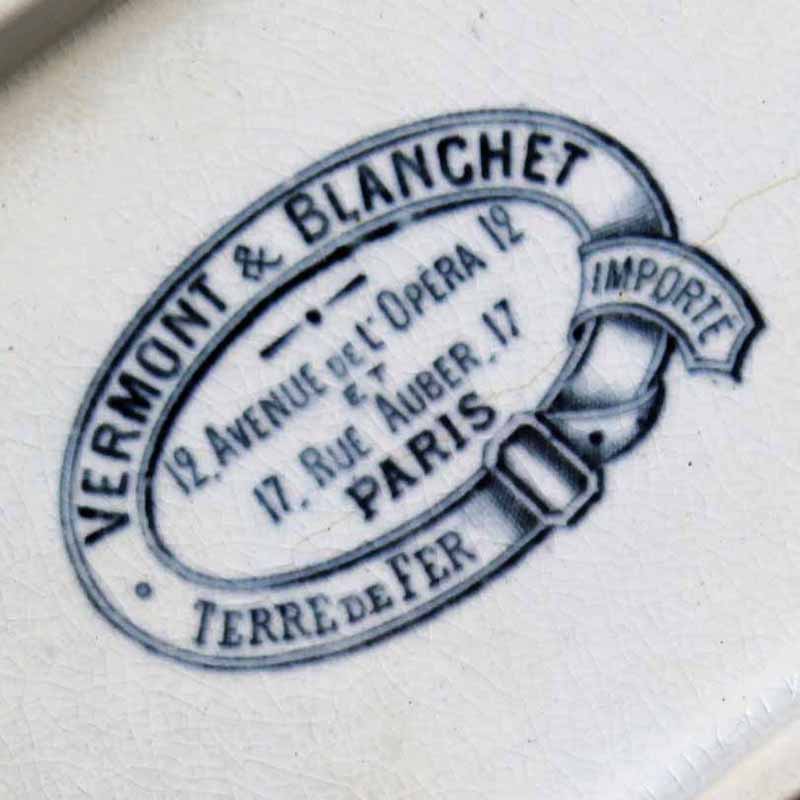 VERMONT & BLANCHET
12. AVENUE DE L'OPÉRA 12
ET
17. RUE AUBER. 17
PARIS
TERRE DE FER
IMPORTÉ